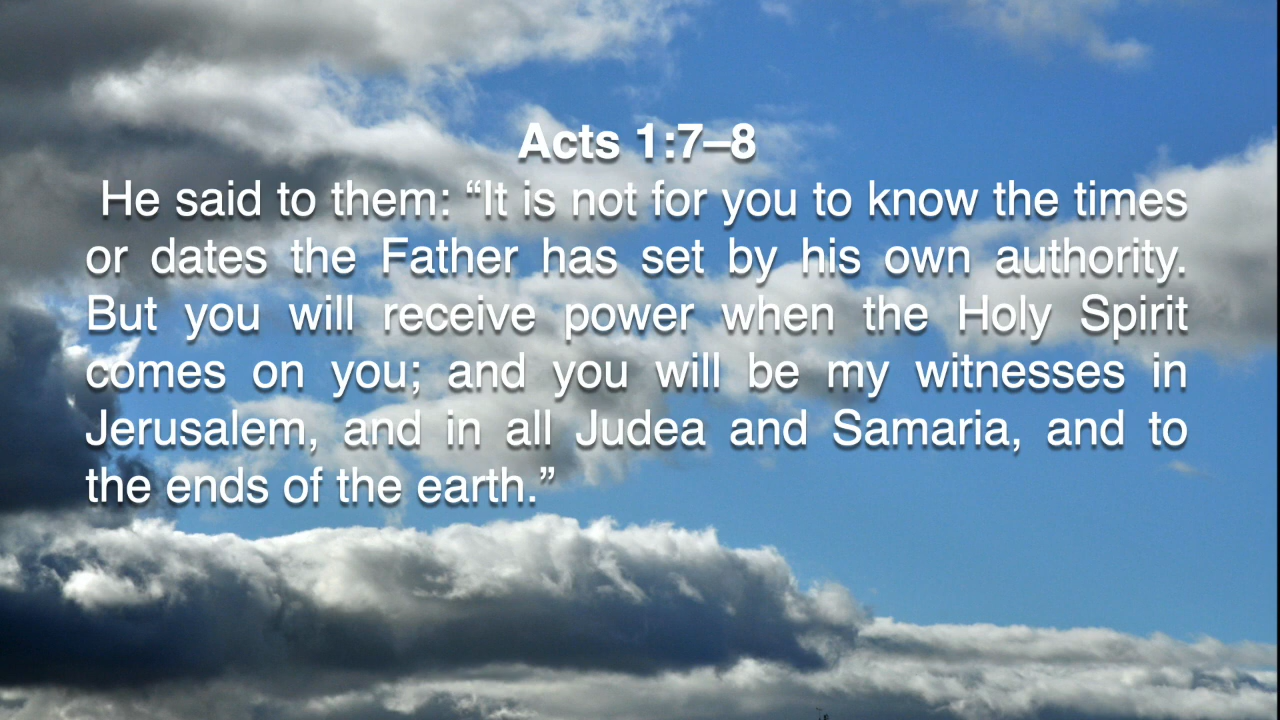 Acts 1:7–8
He said to them: “It is not for you to know the times
or dates the Father has set by his own authority.
But you will receive power when the Holy Spirit
comes on you; and you will be my witnesses in
Jerusalem, and in all Judea and Samaria, and to
the ends of the earth.”